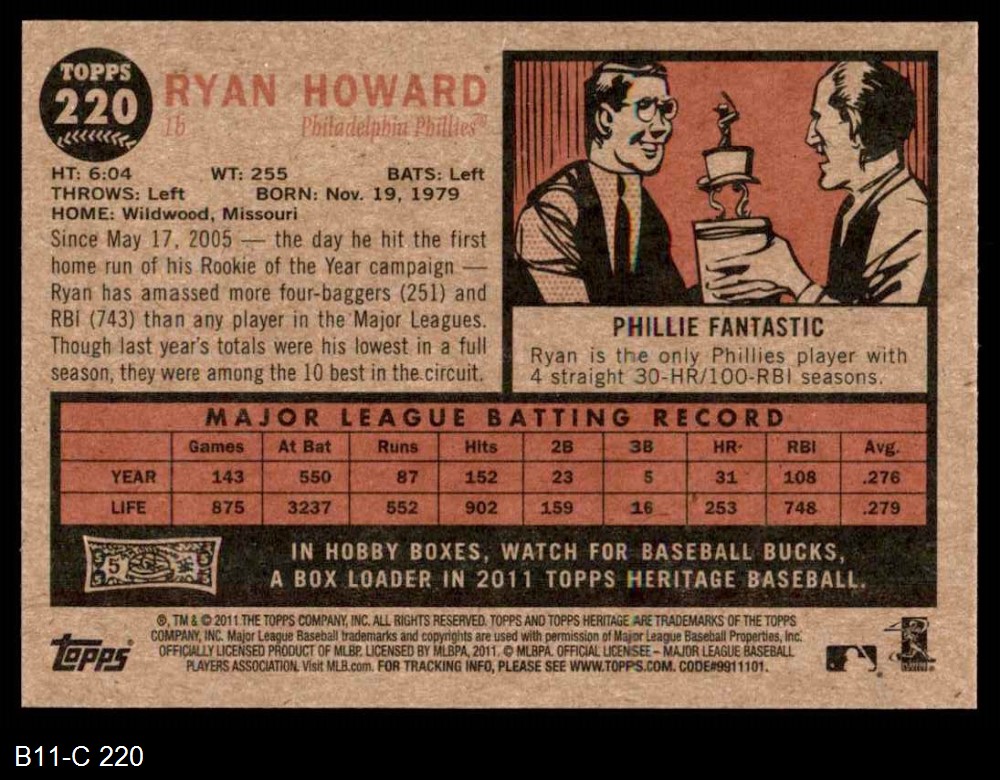 TOPPS
220
RYAN HOWARD
1b Philadelphia Phillies™
HT: 6:04 WT: 255 BATS: Left
THROWS: Left BORN: Nov. 19, 1979
HOME: Wildwood, Missouri
Since May 17, 2005 — the day he hit the first
home run of his Rookie of the Year campaign —
Ryan has amassed more four-baggers (251) and
RBI (743) than any player in the Major Leagues.
Though last year's totals were his lowest in a full
season, they were among the 10 best in the circuit.
PHILLIE FANTASTIC
Ryan is the only Phillies player with
4 straight 30-HR/100-RBI seasons.
MAJOR LEAGUE BATTING RECORD
Games At Bat Runs Hits 2B 3B HR RBI Avg.
YEAR 143 550 87 152 23 5 31 108 .276
LIFE 875 3237 552 902 159 16 253 748 .279
5
IN HOBBY BOXES, WATCH FOR BASEBALL BUCKS,
A BOX LOADER IN 2011 TOPPS HERITAGE BASEBALL.
®, TM & © 2011 THE TOPPS COMPANY, INC. ALL RIGHTS RESERVED. TOPPS AND TOPPS HERITAGE ARE TRADEMARKS OF THE TOPPS
COMPANY, INC. Major League Baseball trademarks and copyrights are used with permission of Major League Baseball Properties, Inc.
OFFICIALLY LICENSED PRODUCT OF MLBP. LICENSED BY MLBPA, 2011. © MLBPA. OFFICIAL LICENSEE – MAJOR LEAGUE BASEBALL
PLAYERS ASSOCIATION. Visit MLB.com. FOR TRACKING INFO, PLEASE SEE WWW.TOPPS.COM. CODE#9911101.
Topps®
B11-C 220